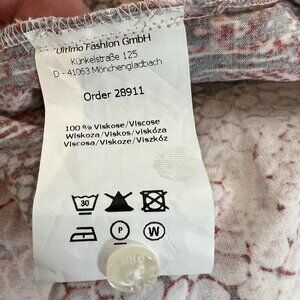 Ultimo Fashion GmbH
Künkelstraße 125
D - 41063 Mönchengladbach
Order 28911
100 % Viskose/Viscose
Wiskoza/Viskos/viskóza
Viscosa/Viskoze/Viszkóz
30
P W